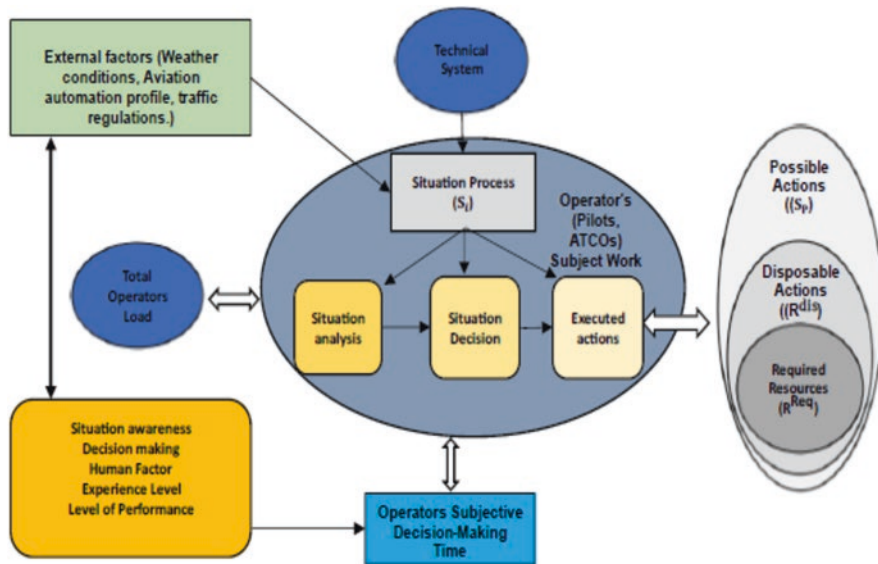 External factors (Weather
conditions, Aviation
automation profile, traffic
regulations.)
Technical
System
Situation Process
(Sᵢ)
Operator's
(Pilots,
ATCOs)
Subject Work
Possible
Actions
((Sₚ)
Total
Operators
Load
Disposable
Actions
((Rᵈⁱˢ)
Situation
analysis
Situation
Decision
Executed
actions
Required
Resources
(R^Req)
Situation awareness
Decision making
Human Factor
Experience Level
Level of Performance
Operators Subjective
Decision-Making
Time